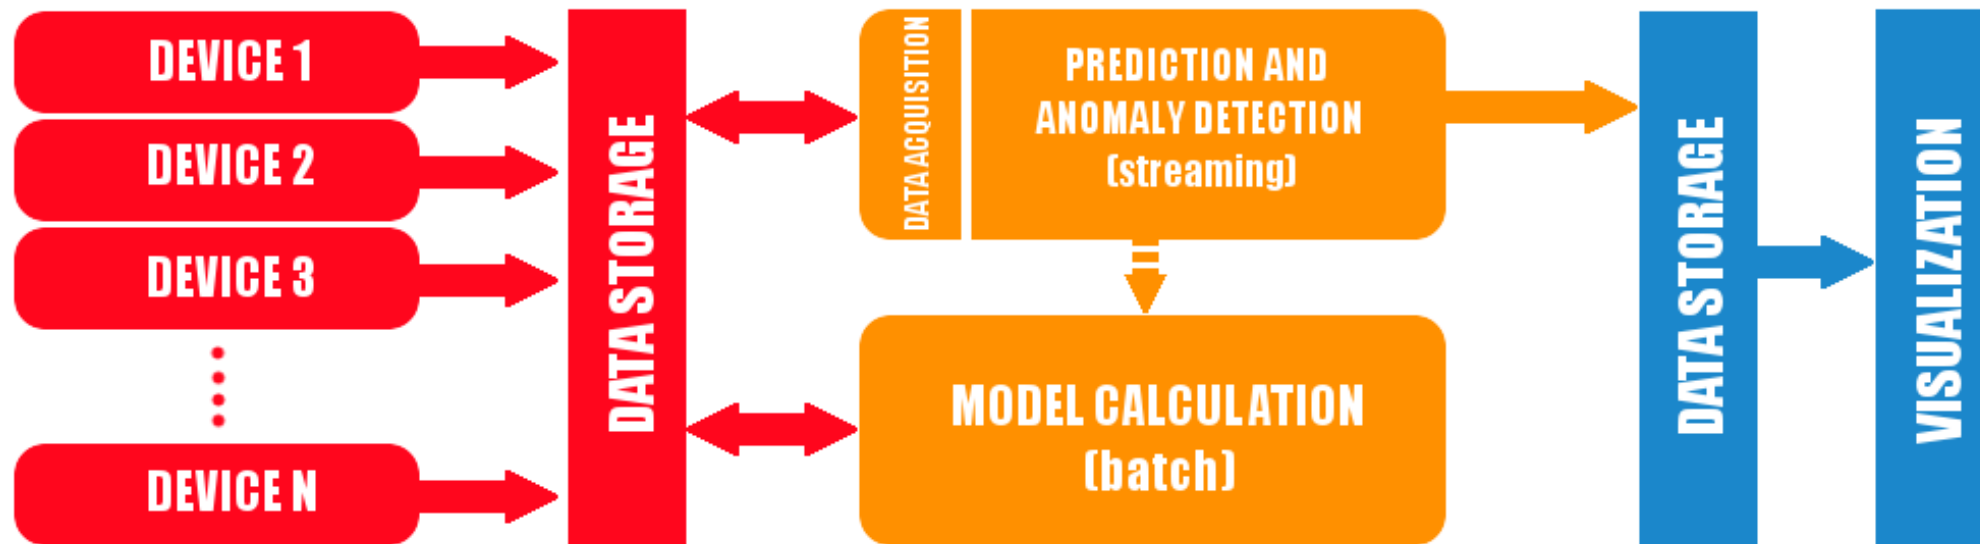 DEVICE 1
DEVICE 2
DEVICE 3
DEVICE N
DATA STORAGE
DATA ACQUISITION
PREDICTION AND
ANOMALY DETECTION
(streaming)
MODEL CALCULATION
(batch)
DATA STORAGE
VISUALIZATION